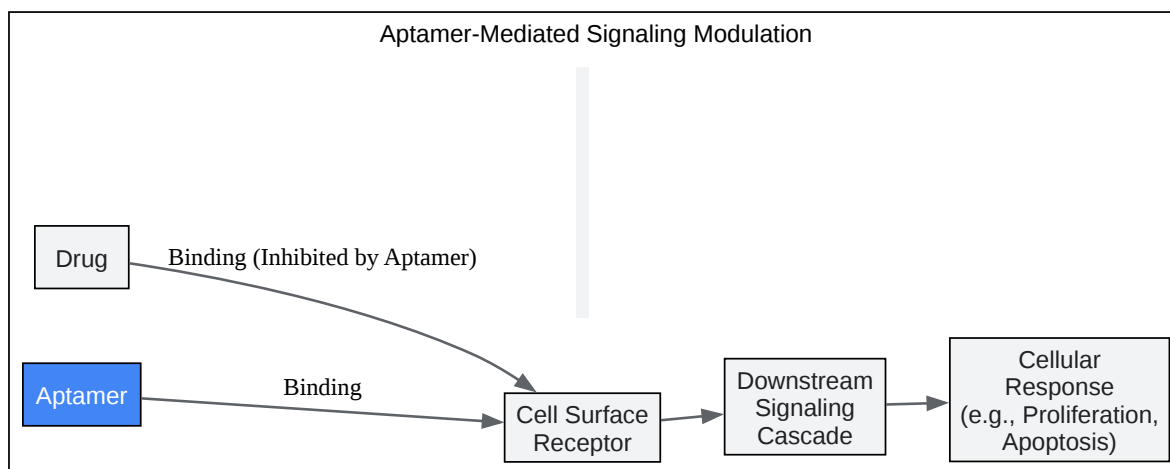 Aptamer-Mediated Signaling Modulation
Drug
Binding (Inhibited by Aptamer)
Aptamer
Binding
Cell Surface
Receptor
Downstream
Signaling
Cascade
Cellular
Response
(e.g., Proliferation,
Apoptosis)